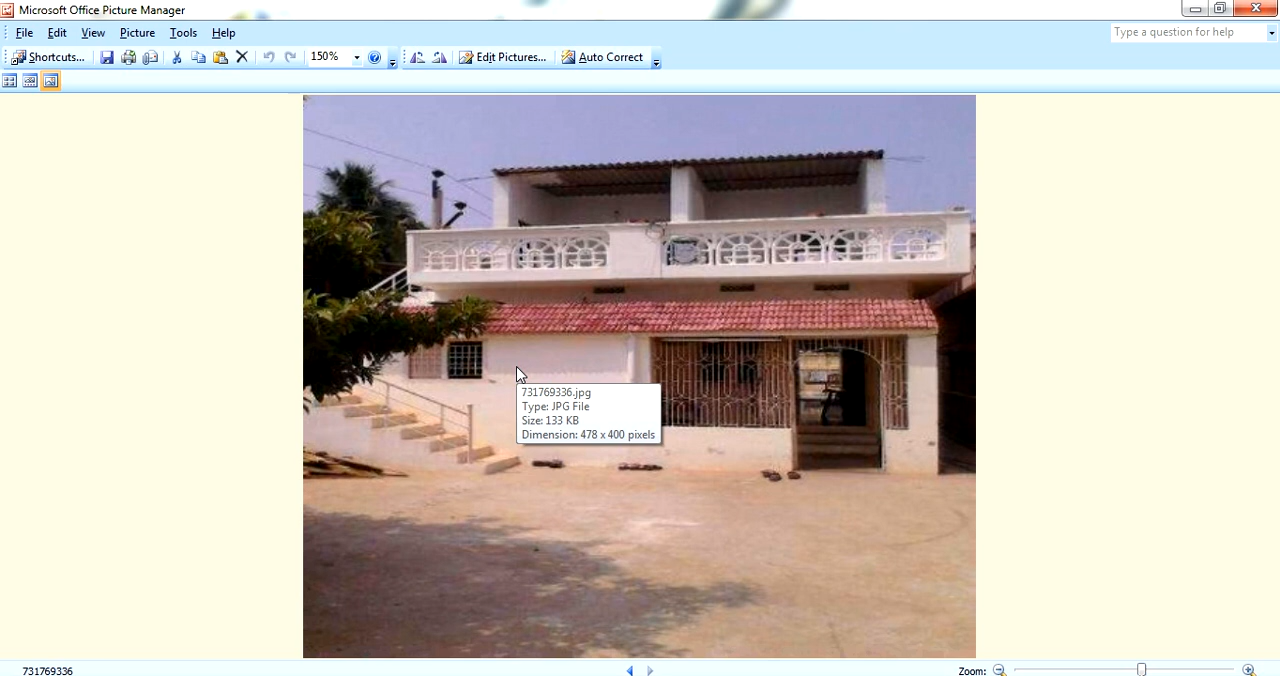 Microsoft Office Picture Manager
File Edit View Picture Tools Help
Type a question for help
Shortcuts...
150%
Edit Pictures...
Auto Correct
731769336.jpg
Type: JPG File
Size: 133 KB
Dimension: 478 x 400 pixels
731769336
Zoom: